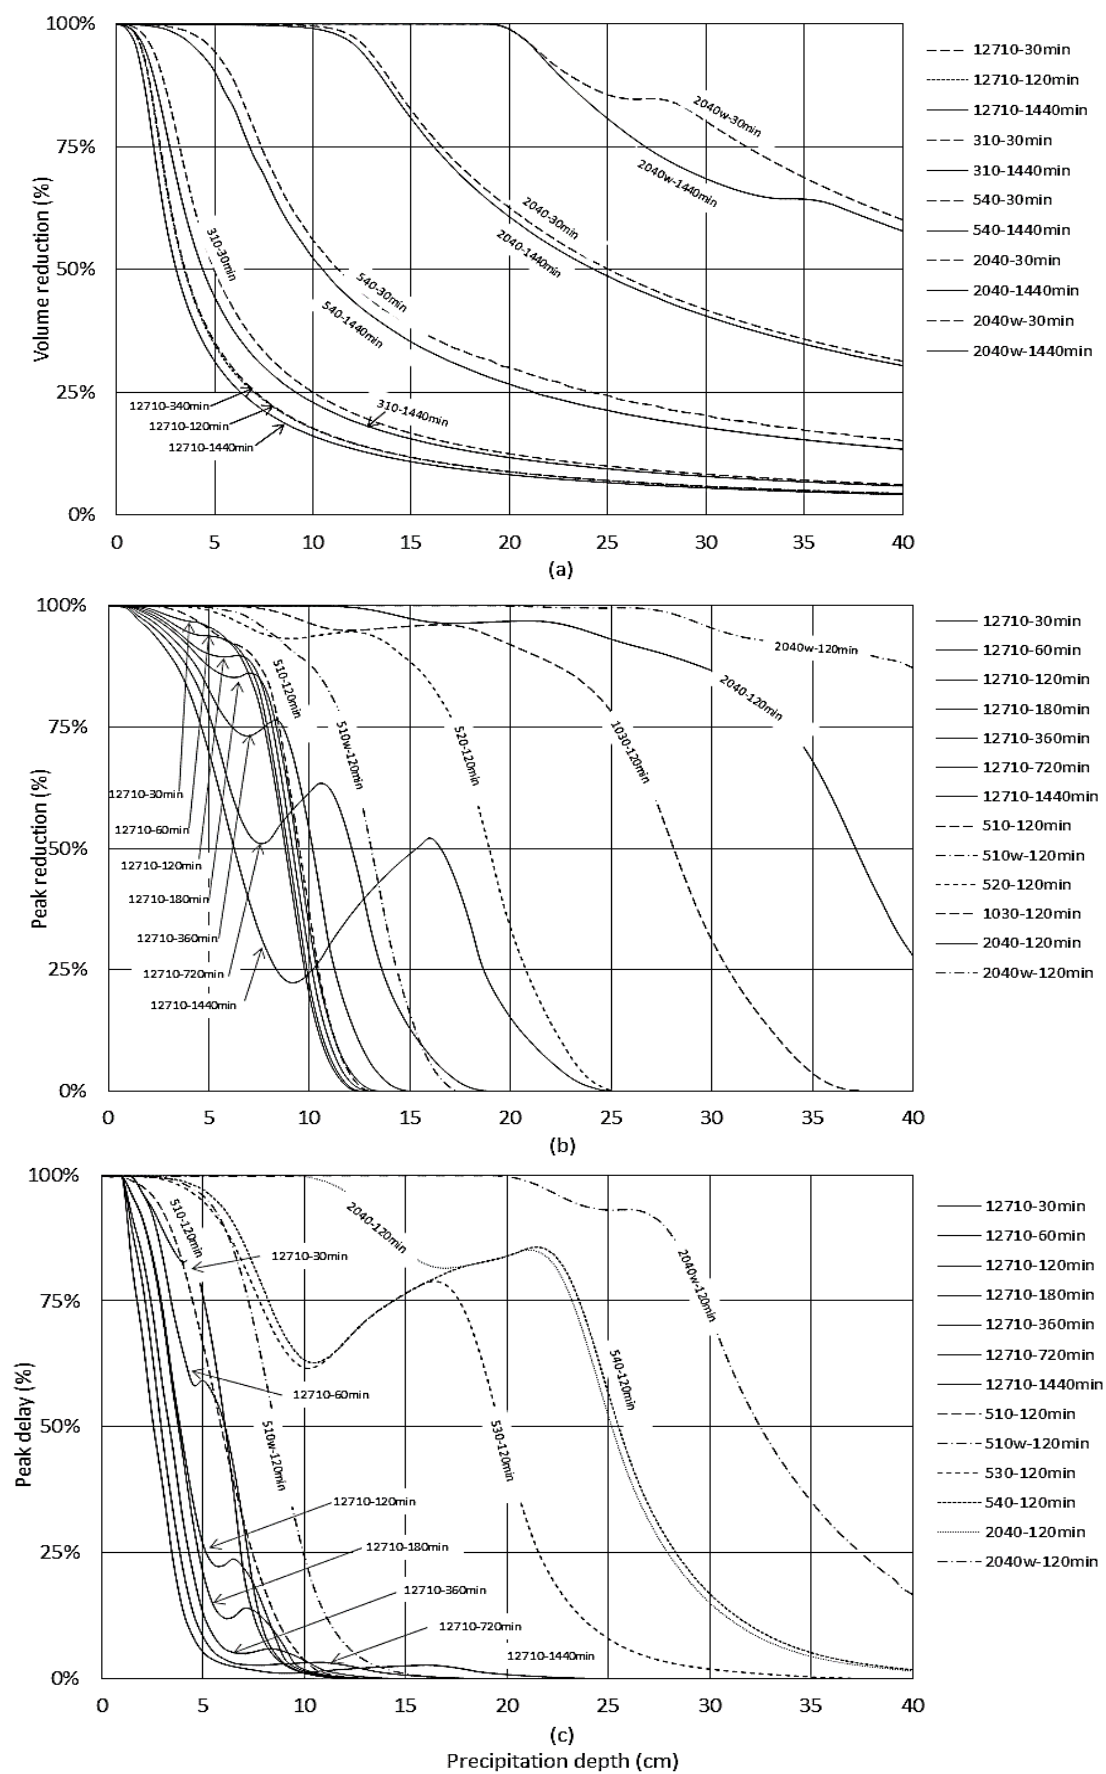 100%
75%
50%
25%
0%
Volume reduction (%)
2040w-30min
2040w-1440min
2040-30min
2040-1440min
310-30min
540-30min
540-1440min
310-1440min
12710-340min
12710-120min
12710-1440min
0 5 10 15 20 25 30 35 40
(a)
12710-30min
12710-120min
12710-1440min
310-30min
310-1440min
540-30min
540-1440min
2040-30min
2040-1440min
2040w-30min
2040w-1440min
100%
75%
50%
25%
0%
Peak reduction (%)
2040w-120min
2040-120min
510-120min
510w-120min
520-120min
1030-120min
12710-30min
12710-60min
12710-120min
12710-180min
12710-360min
12710-720min
12710-1440min
0 5 10 15 20 25 30 35 40
(b)
12710-30min
12710-60min
12710-120min
12710-180min
12710-360min
12710-720min
12710-1440min
510-120min
510w-120min
520-120min
1030-120min
2040-120min
2040w-120min
100%
75%
50%
25%
0%
Peak delay (%)
510-120min
2040-120min
12710-30min
2040w-120min
12710-60min
540-120min
510w-120min
530-120min
12710-120min
12710-180min
12710-360min
12710-720min
12710-1440min
0 5 10 15 20 25 30 35 40
(c)
Precipitation depth (cm)
12710-30min
12710-60min
12710-120min
12710-180min
12710-360min
12710-720min
12710-1440min
510-120min
510w-120min
530-120min
540-120min
2040-120min
2040w-120min